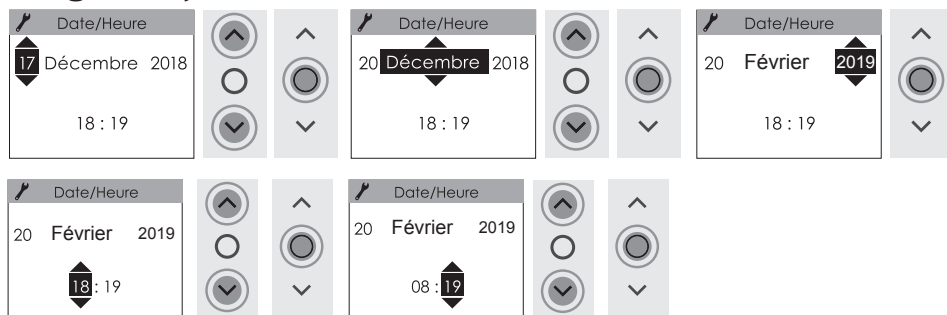 Date/Heure
17 Décembre 2018
18 : 19
Date/Heure
20 Décembre 2018
18 : 19
Date/Heure
20 Février 2019
18 : 19
Date/Heure
20 Février 2019
18 : 19
Date/Heure
20 Février 2019
08 : 19